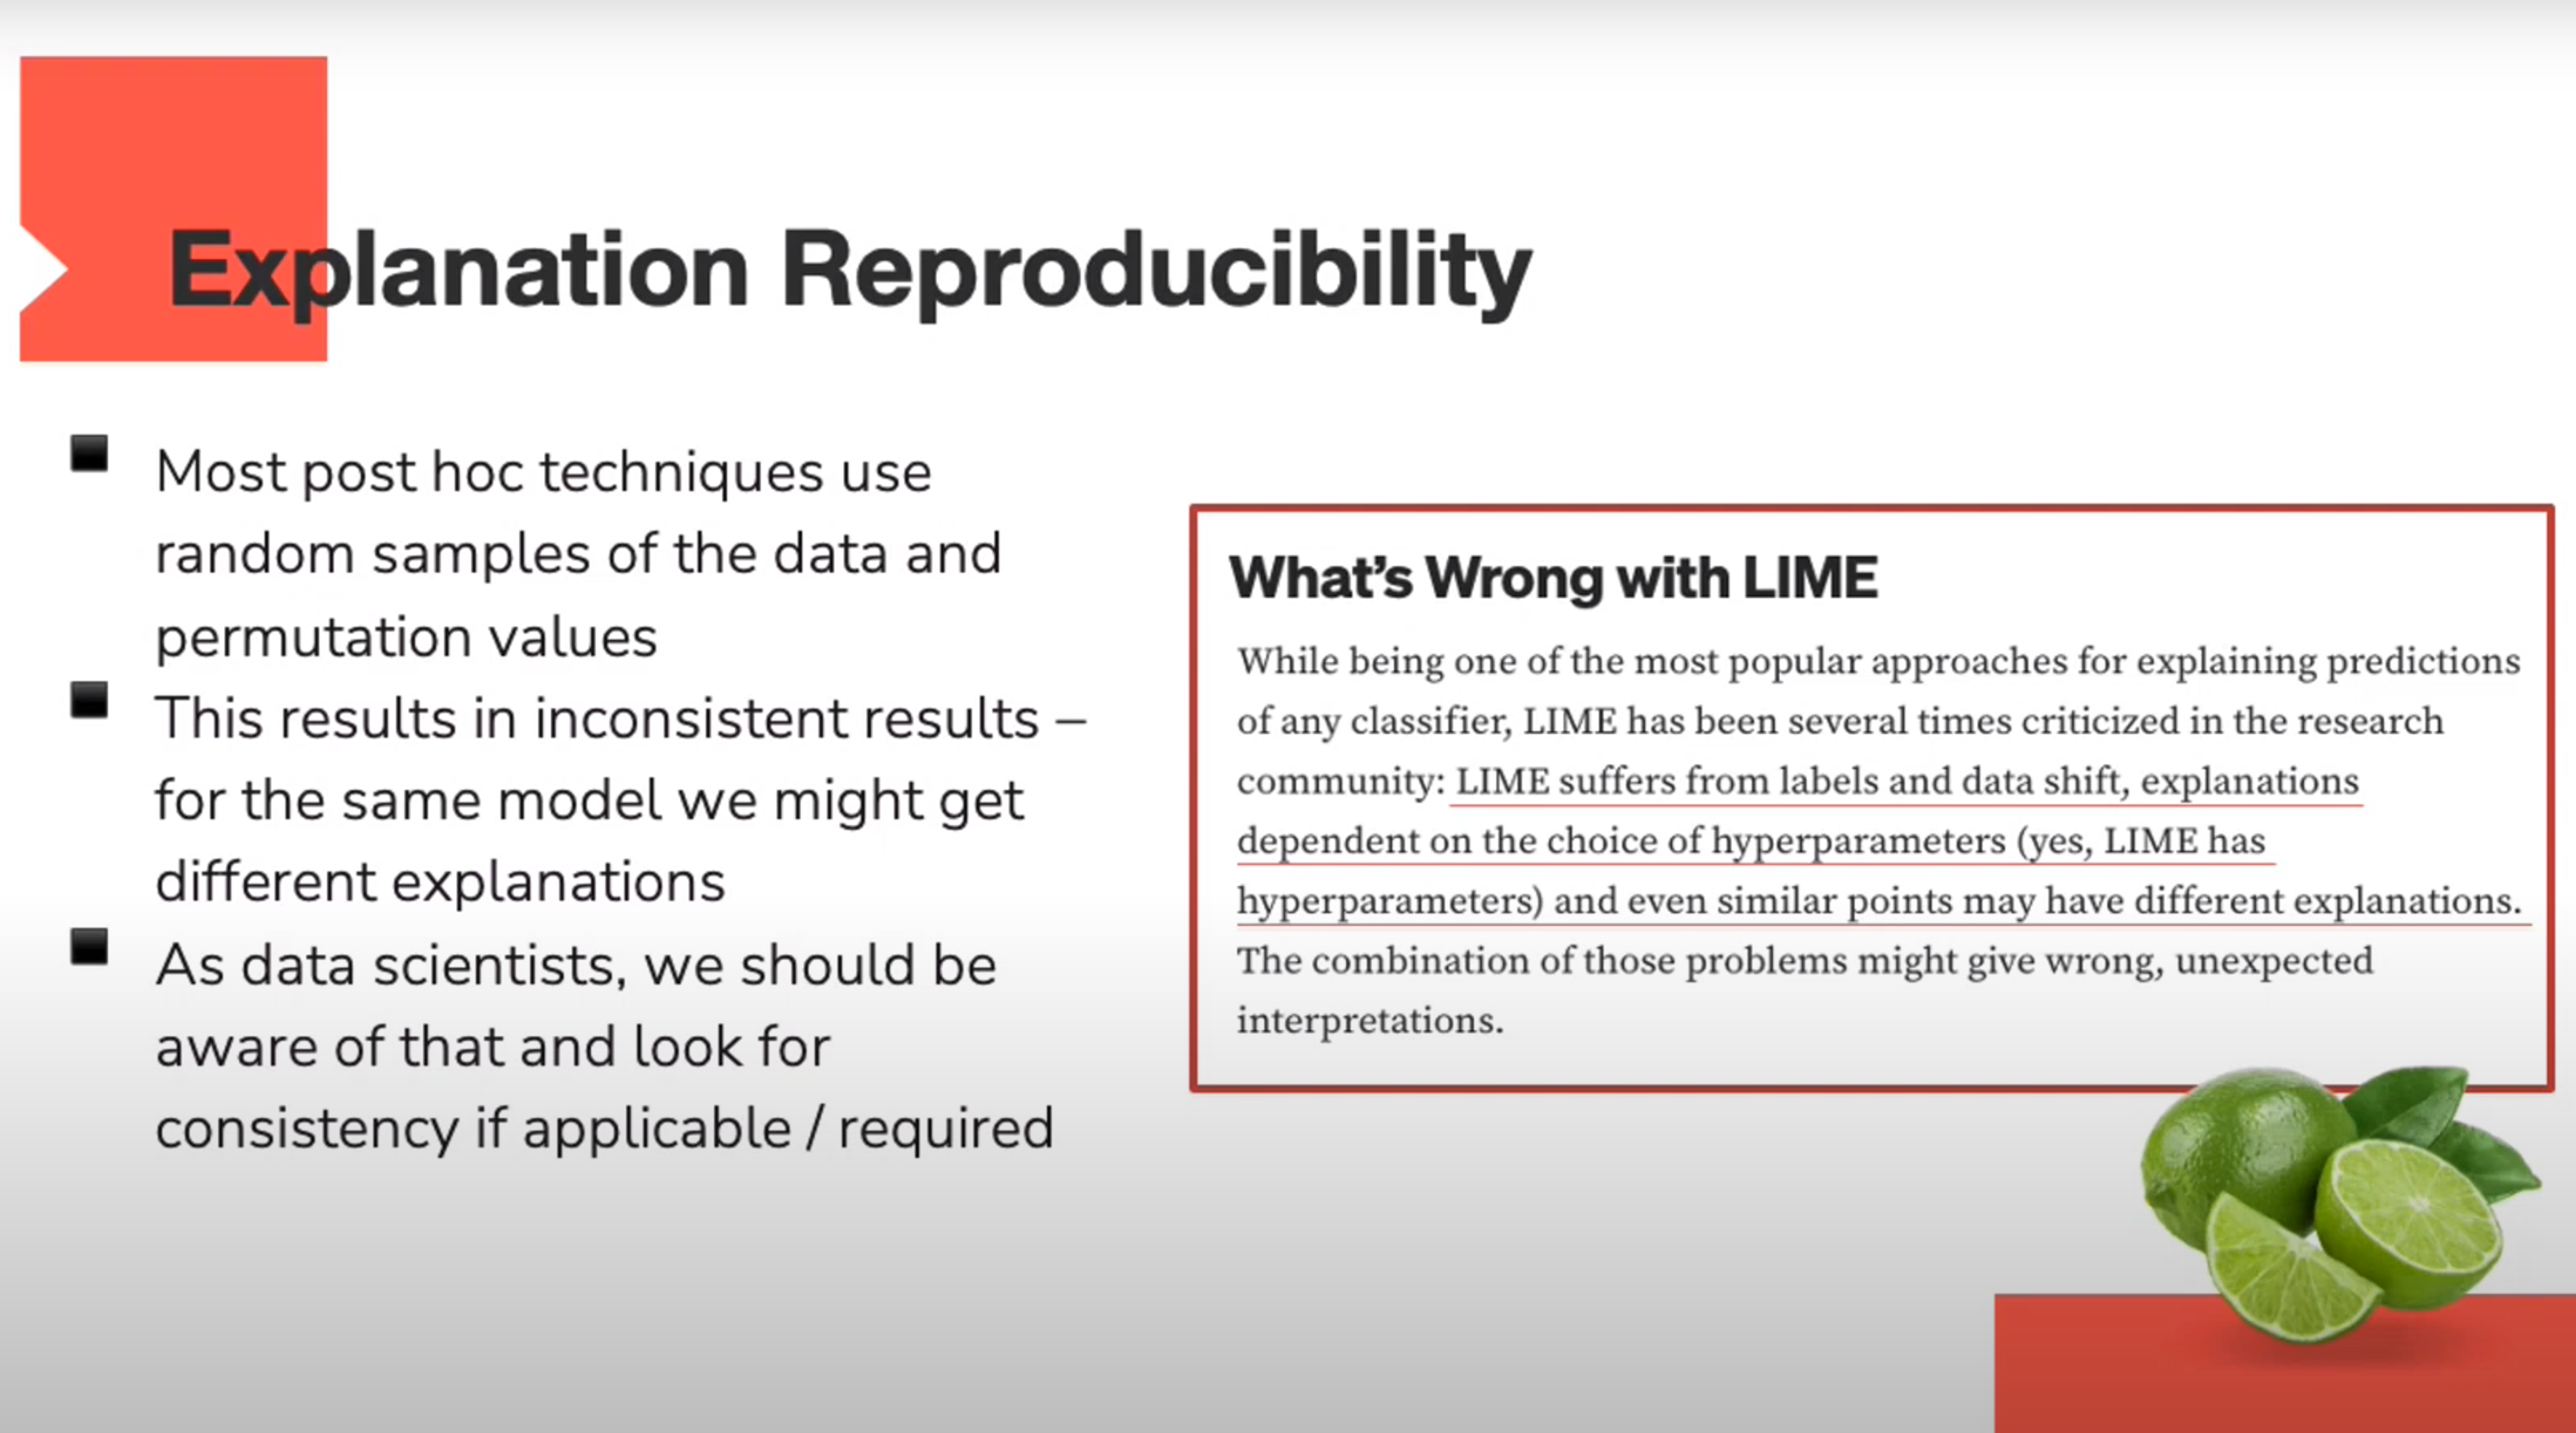 Explanation Reproducibility
Most post hoc techniques use
random samples of the data and
permutation values
This results in inconsistent results –
for the same model we might get
different explanations
As data scientists, we should be
aware of that and look for
consistency if applicable / required
What's Wrong with LIME
While being one of the most popular approaches for explaining predictions
of any classifier, LIME has been several times criticized in the research
community: LIME suffers from labels and data shift, explanations
dependent on the choice of hyperparameters (yes, LIME has
hyperparameters) and even similar points may have different explanations.
The combination of those problems might give wrong, unexpected
interpretations.